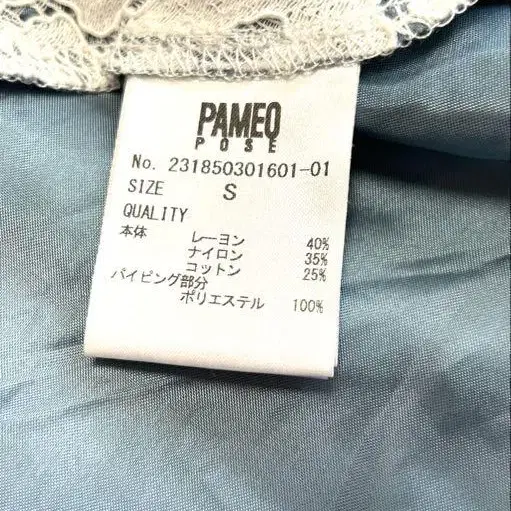 PAMEO
POSE
No. 231850301601-01
SIZE S
QUALITY
本体 レーヨン 40%
ナイロン 35%
コットン 25%
パイピング部分
ポリエステル 100%